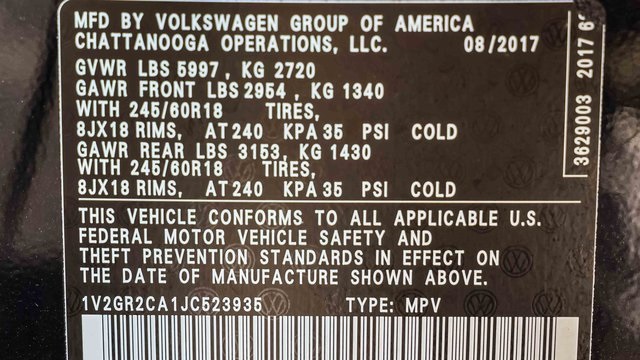 MFD BY VOLKSWAGEN GROUP OF AMERICA
CHATTANOOGA OPERATIONS, LLC. 08/2017
GVWR LBS 5997 , KG 2720
GAWR FRONT LBS 2954 , KG 1340
WITH 245/60R18 TIRES,
8JX18 RIMS, AT 240 KPA 35 PSI COLD
GAWR REAR LBS 3153, KG 1430
WITH 245/60R18 TIRES,
8JX18 RIMS, AT 240 KPA 35 PSI COLD
THIS VEHICLE CONFORMS TO ALL APPLICABLE U.S.
FEDERAL MOTOR VEHICLE SAFETY AND
THEFT PREVENTION STANDARDS IN EFFECT ON
THE DATE OF MANUFACTURE SHOWN ABOVE.
1V2GR2CA1JC523935 TYPE: MPV
3629003 2017